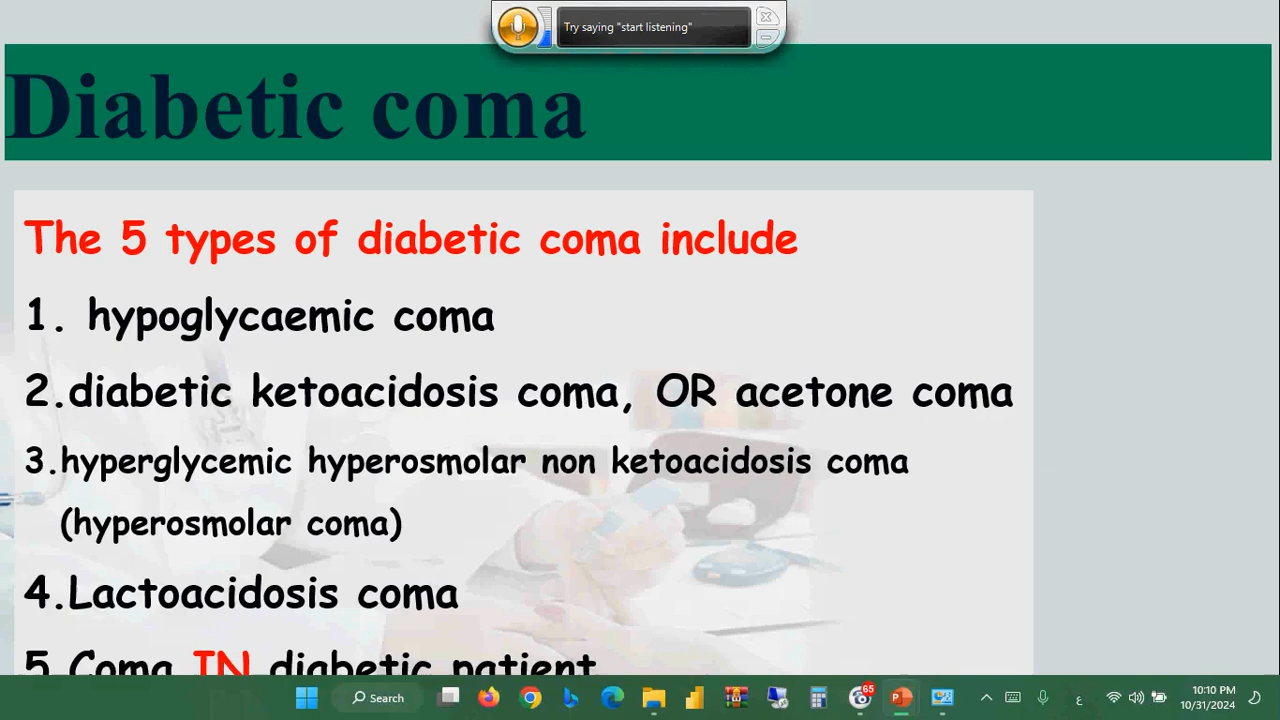 Try saying "start listening"
Diabetic coma
The 5 types of diabetic coma include
1. hypoglycaemic coma
2.diabetic ketoacidosis coma, OR acetone coma
3.hyperglycemic hyperosmolar non ketoacidosis coma
(hyperosmolar coma)
4.Lactoacidosis coma
5.Coma IN diabetic patient
Search
65
ع
10:10 PM
10/31/2024